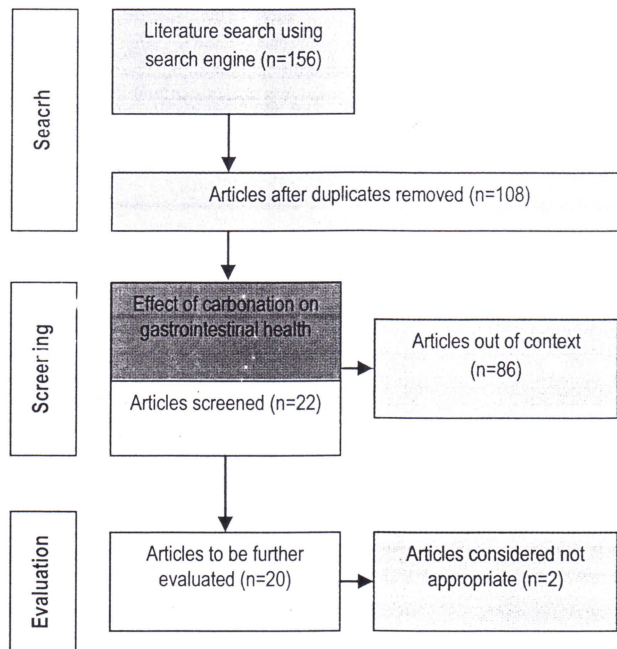 Seacrh
Literature search using
search engine (n=156)
Articles after duplicates removed (n=108)
Screening
Effect of carbonation on
gastrointestinal health
Articles screened (n=22)
Articles out of context
(n=86)
Evaluation
Articles to be further
evaluated (n=20)
Articles considered not
appropriate (n=2)